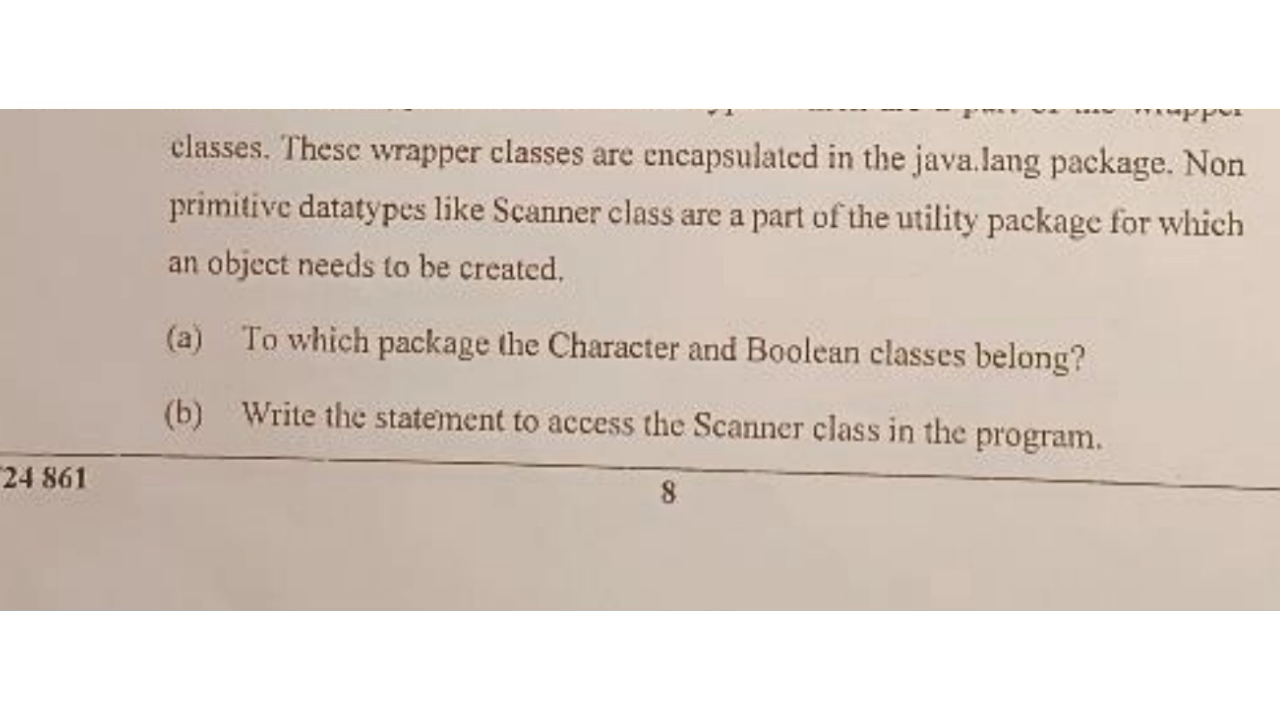 classes. These wrapper classes are encapsulated in the java.lang package. Non
primitive datatypes like Scanner class are a part of the utility package for which
an object needs to be created.
(a) To which package the Character and Boolean classes belong?
(b) Write the statement to access the Scanner class in the program.
24 861
8